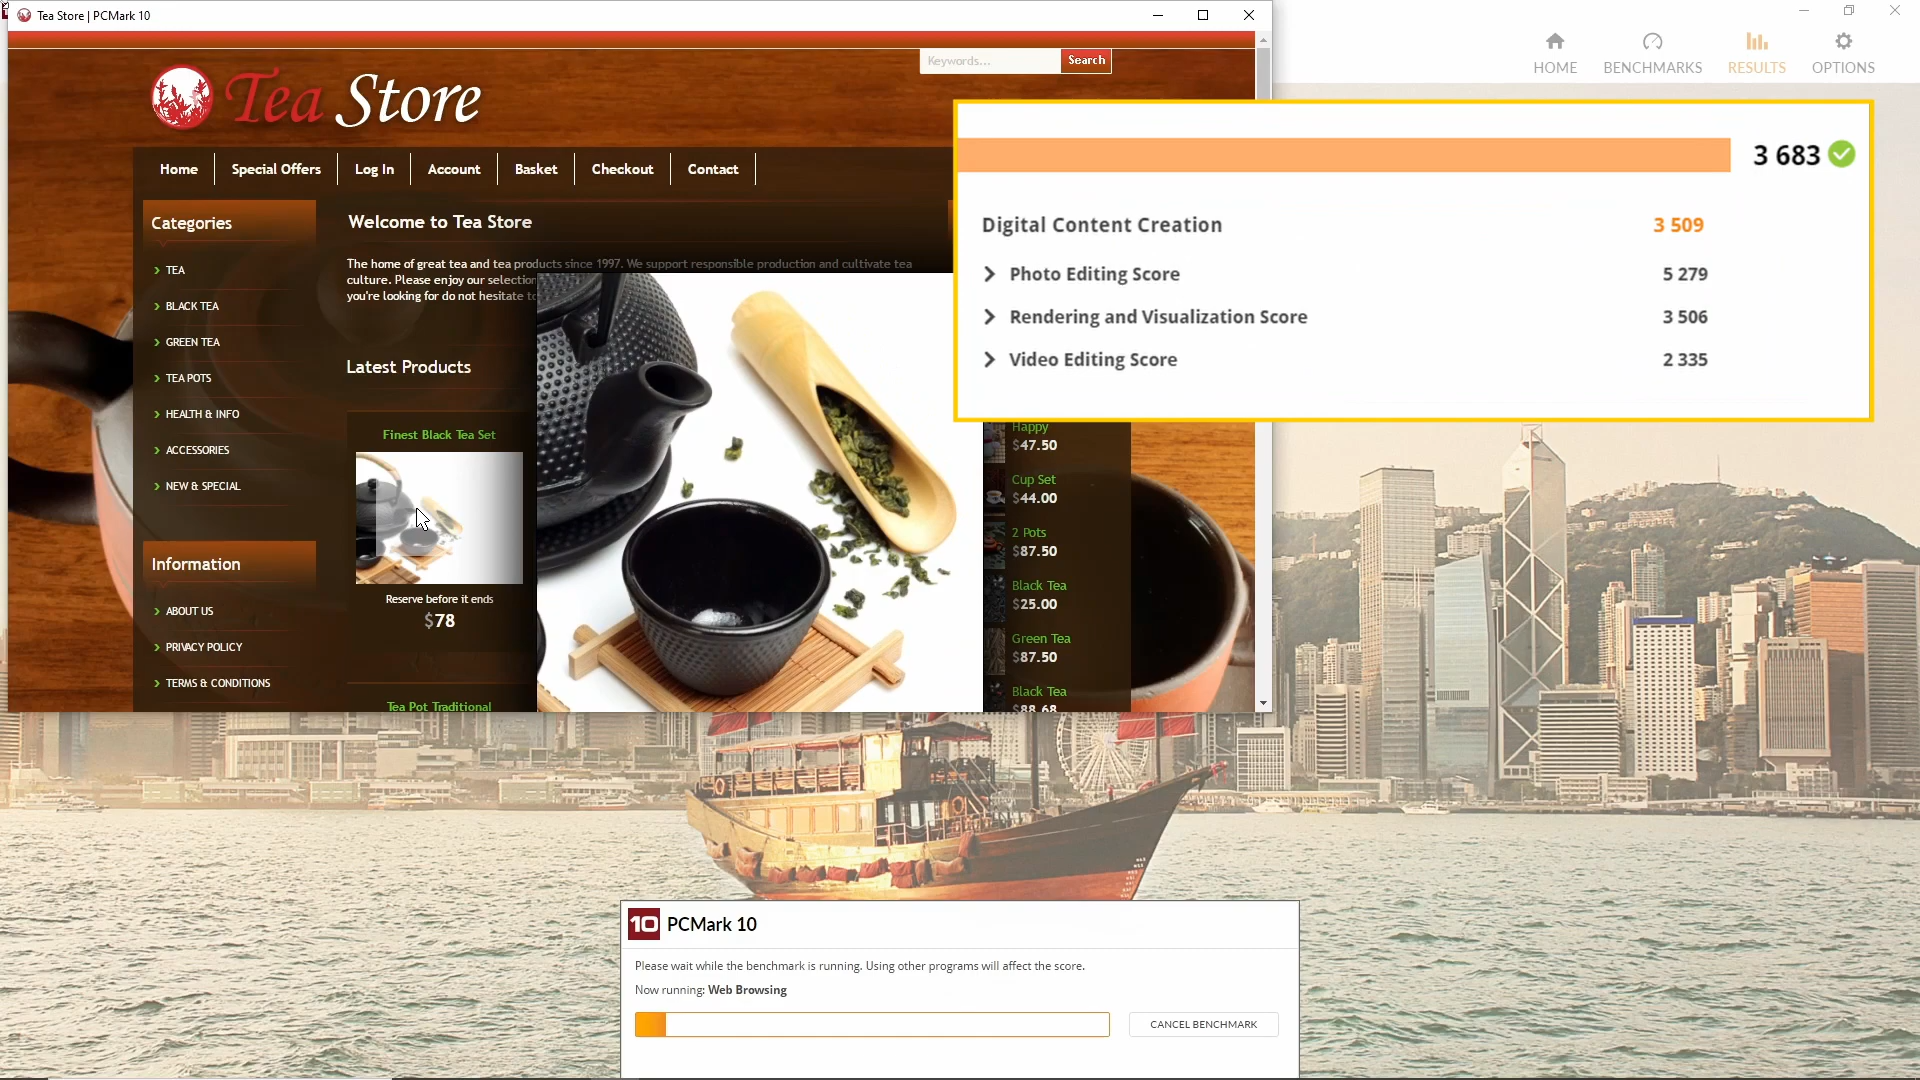 Tea Store | PCMark 10
HOME
BENCHMARKS
RESULTS
OPTIONS
Keywords...
Search
Tea Store
Home
Special Offers
Log In
Account
Basket
Checkout
Contact
3 683
Digital Content Creation 3 509
Photo Editing Score 5 279
Rendering and Visualization Score 3 506
Video Editing Score 2 335
Categories
TEA
BLACK TEA
GREEN TEA
TEA POTS
HEALTH & INFO
ACCESSORIES
NEW & SPECIAL
Information
ABOUT US
PRIVACY POLICY
TERMS & CONDITIONS
Welcome to Tea Store
The home of great tea and tea products since 1997. We support responsible production and cultivate tea
culture. Please enjoy our selection
you're looking for do not hesitate to
Latest Products
Finest Black Tea Set
Reserve before it ends
$78
Tea Pot Traditional
Happy
$47.50
Cup Set
$44.00
2 Pots
$87.50
Black Tea
$25.00
Green Tea
$87.50
Black Tea
$88.68
10 PCMark 10
Please wait while the benchmark is running. Using other programs will affect the score.
Now running: Web Browsing
CANCEL BENCHMARK